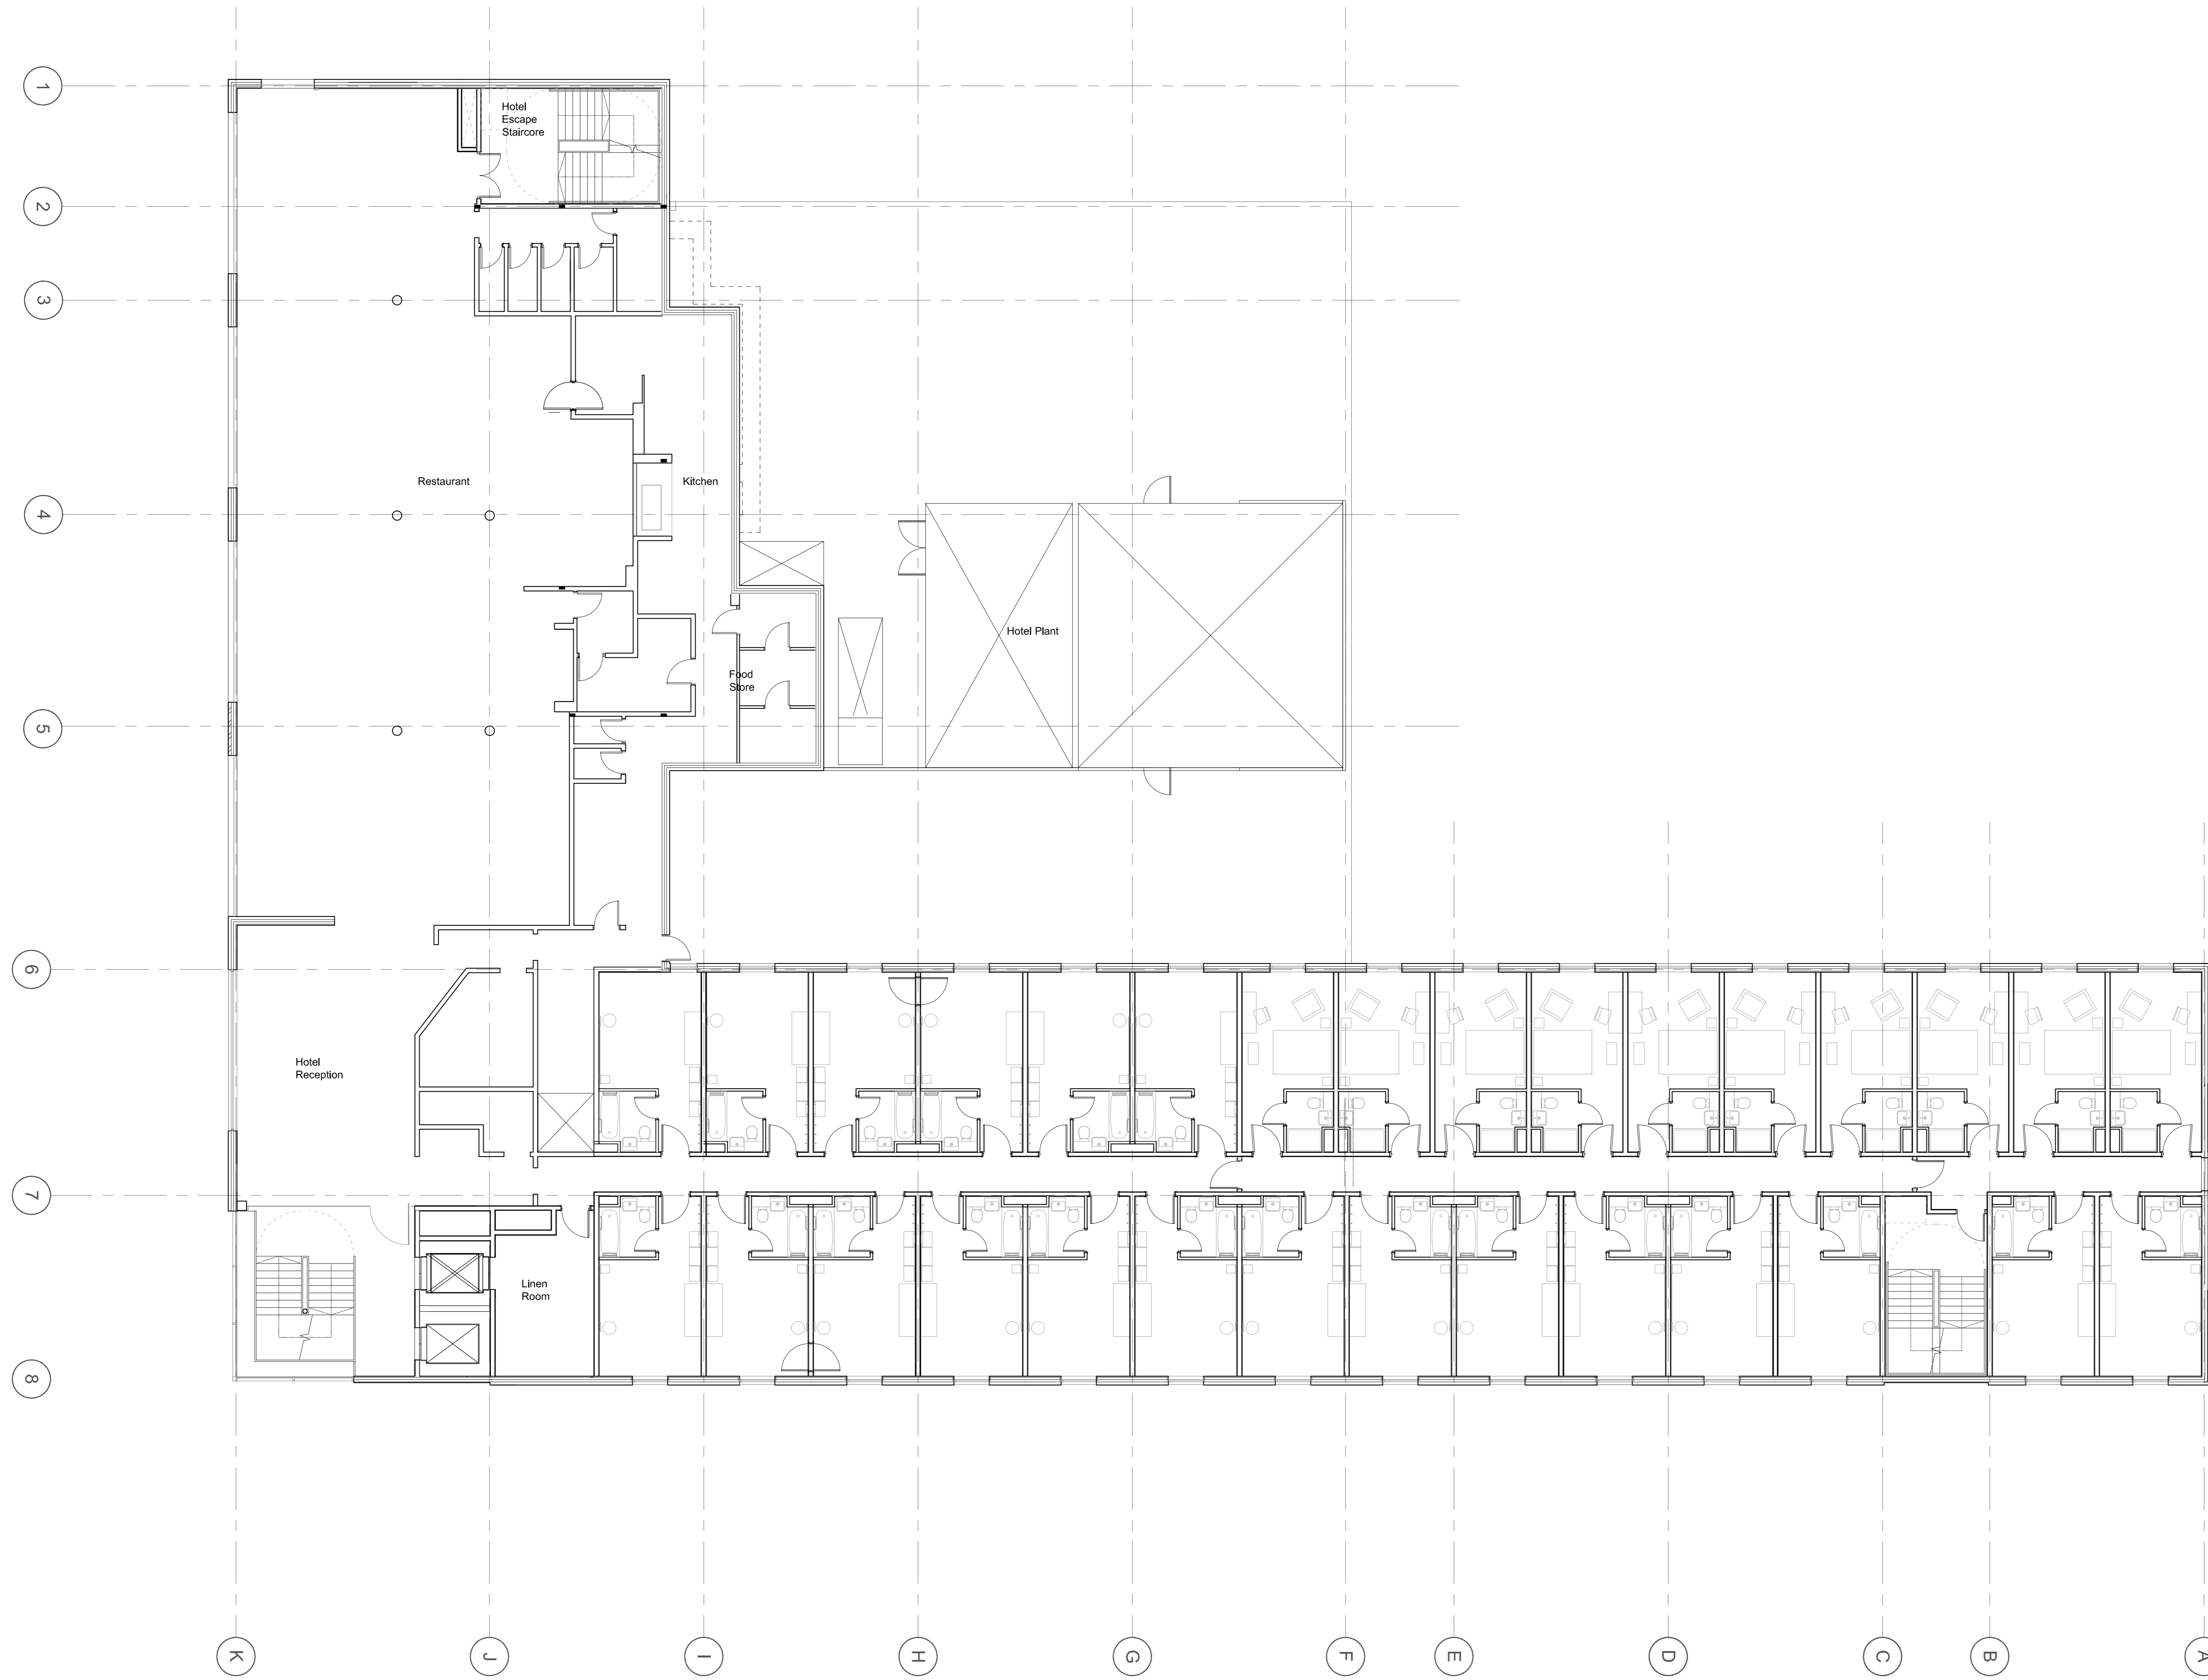 1
Hotel
Escape
Staircore
2
3
Restaurant
Kitchen
4
Hotel Plant
Food
Store
5
6
Hotel
Reception
7
Linen
Room
8
K
J
I
H
G
F
E
D
C
B
A